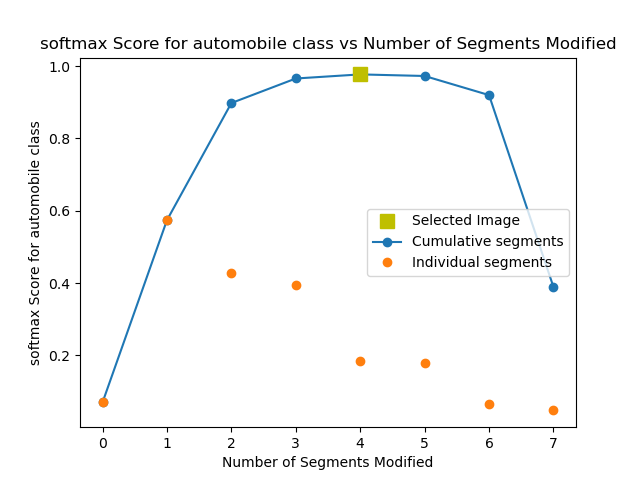 softmax Score for automobile class vs Number of Segments Modified
softmax Score for automobile class
1.0
0.8
0.6
0.4
0.2
Selected Image
Cumulative segments
Individual segments
0 1 2 3 4 5 6 7
Number of Segments Modified